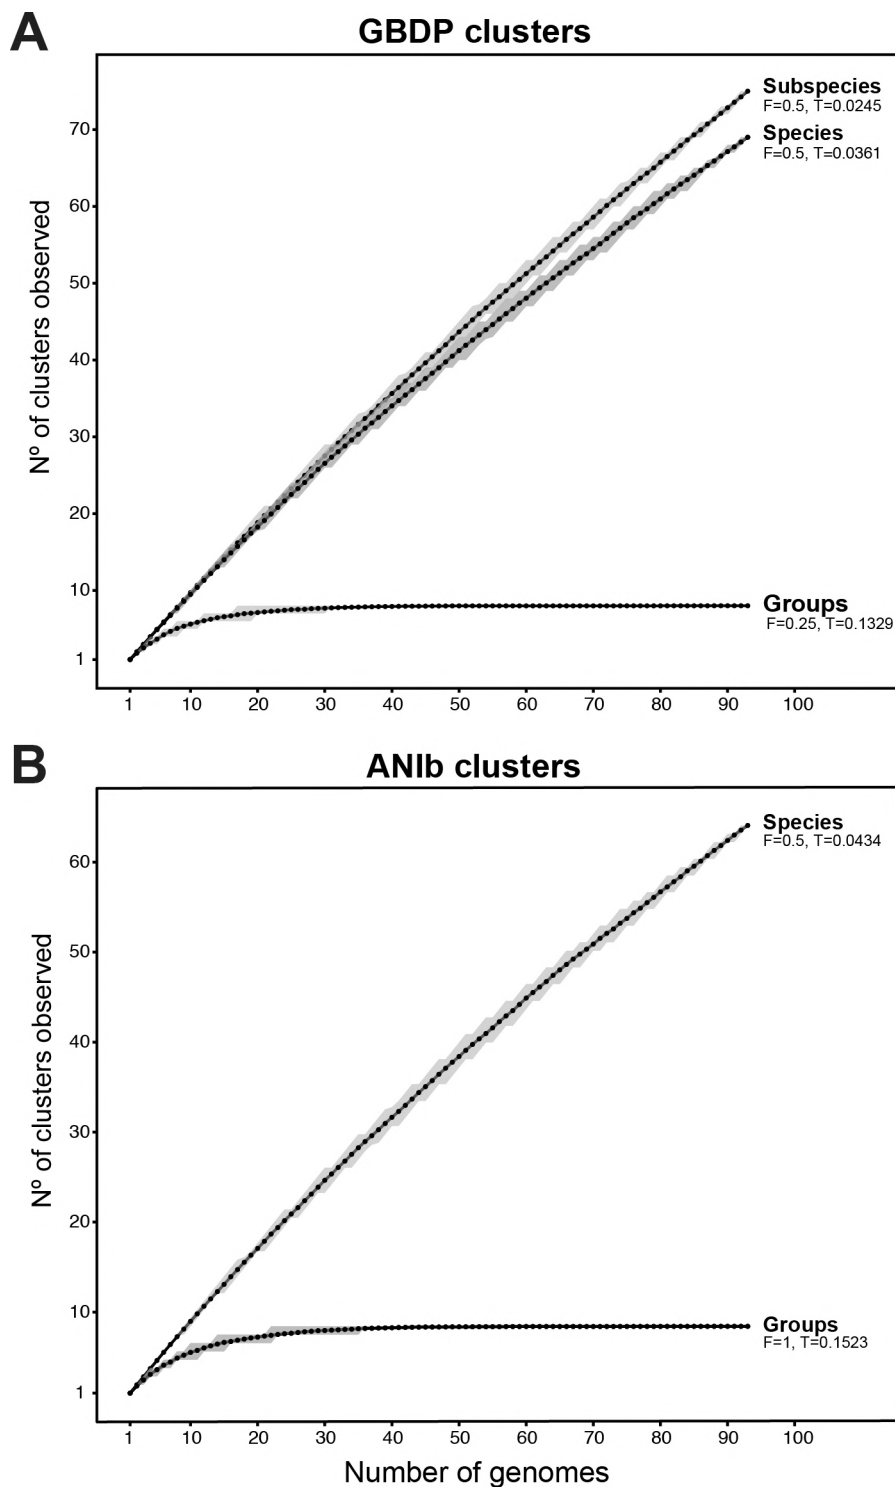 A
GBDP clusters
Subspecies
F=0.5, T=0.0245
Species
F=0.5, T=0.0361
70
60
50
40
30
20
10
1
Nº of clusters observed
Groups
F=0.25, T=0.1329
1 10 20 30 40 50 60 70 80 90 100
B
ANIb clusters
Species
F=0.5, T=0.0434
60
50
40
30
20
10
1
Nº of clusters observed
Groups
F=1, T=0.1523
1 10 20 30 40 50 60 70 80 90 100
Number of genomes